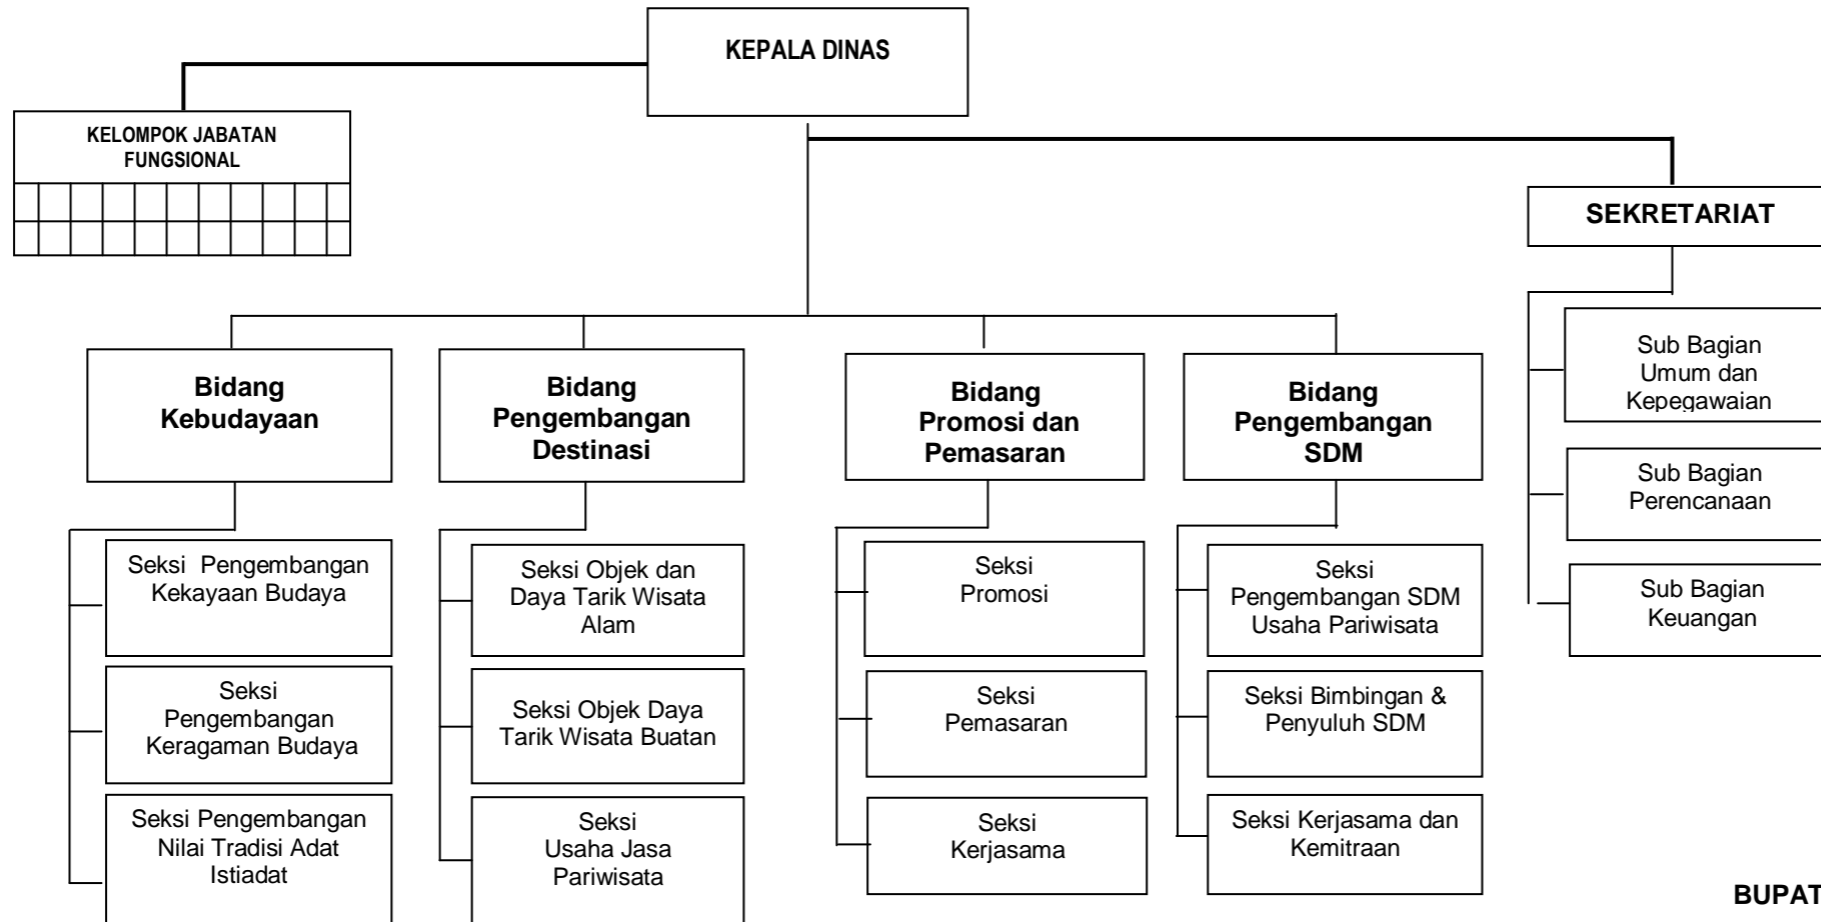 KEPALA DINAS
KELOMPOK JABATAN
FUNGSIONAL
SEKRETARIAT
Sub Bagian
Umum dan
Kepegawaian
Sub Bagian
Perencanaan
Sub Bagian
Keuangan
Bidang
Kebudayaan
Seksi  Pengembangan
Kekayaan Budaya
Seksi
Pengembangan
Keragaman Budaya
Seksi Pengembangan
Nilai Tradisi Adat
Istiadat
Bidang
Pengembangan
Destinasi
Seksi Objek dan
Daya Tarik Wisata
Alam
Seksi Objek Daya
Tarik Wisata Buatan
Seksi
Usaha Jasa
Pariwisata
Bidang
Promosi dan
Pemasaran
Seksi
Promosi
Seksi
Pemasaran
Seksi
Kerjasama
Bidang
Pengembangan
SDM
Seksi
Pengembangan SDM
Usaha Pariwisata
Seksi Bimbingan &
Penyuluh SDM
Seksi Kerjasama dan
Kemitraan
BUPAT